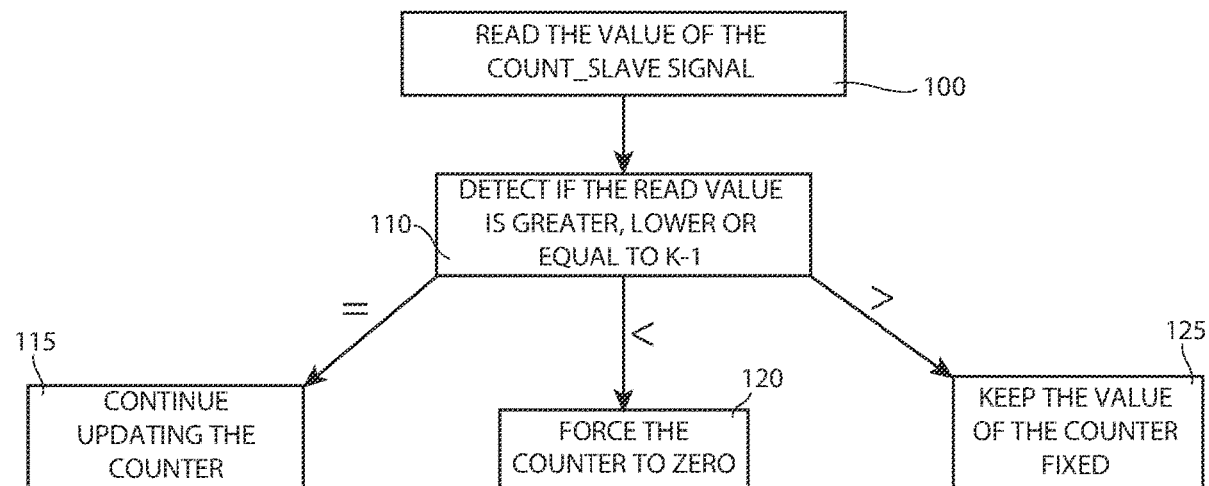 READ THE VALUE OF THE
COUNT_SLAVE SIGNAL
100
DETECT IF THE READ VALUE
IS GREATER, LOWER OR
EQUAL TO K-1
110
=
<
>
115
CONTINUE
UPDATING THE
COUNTER
120
FORCE THE
COUNTER TO ZERO
125
KEEP THE VALUE
OF THE COUNTER
FIXED